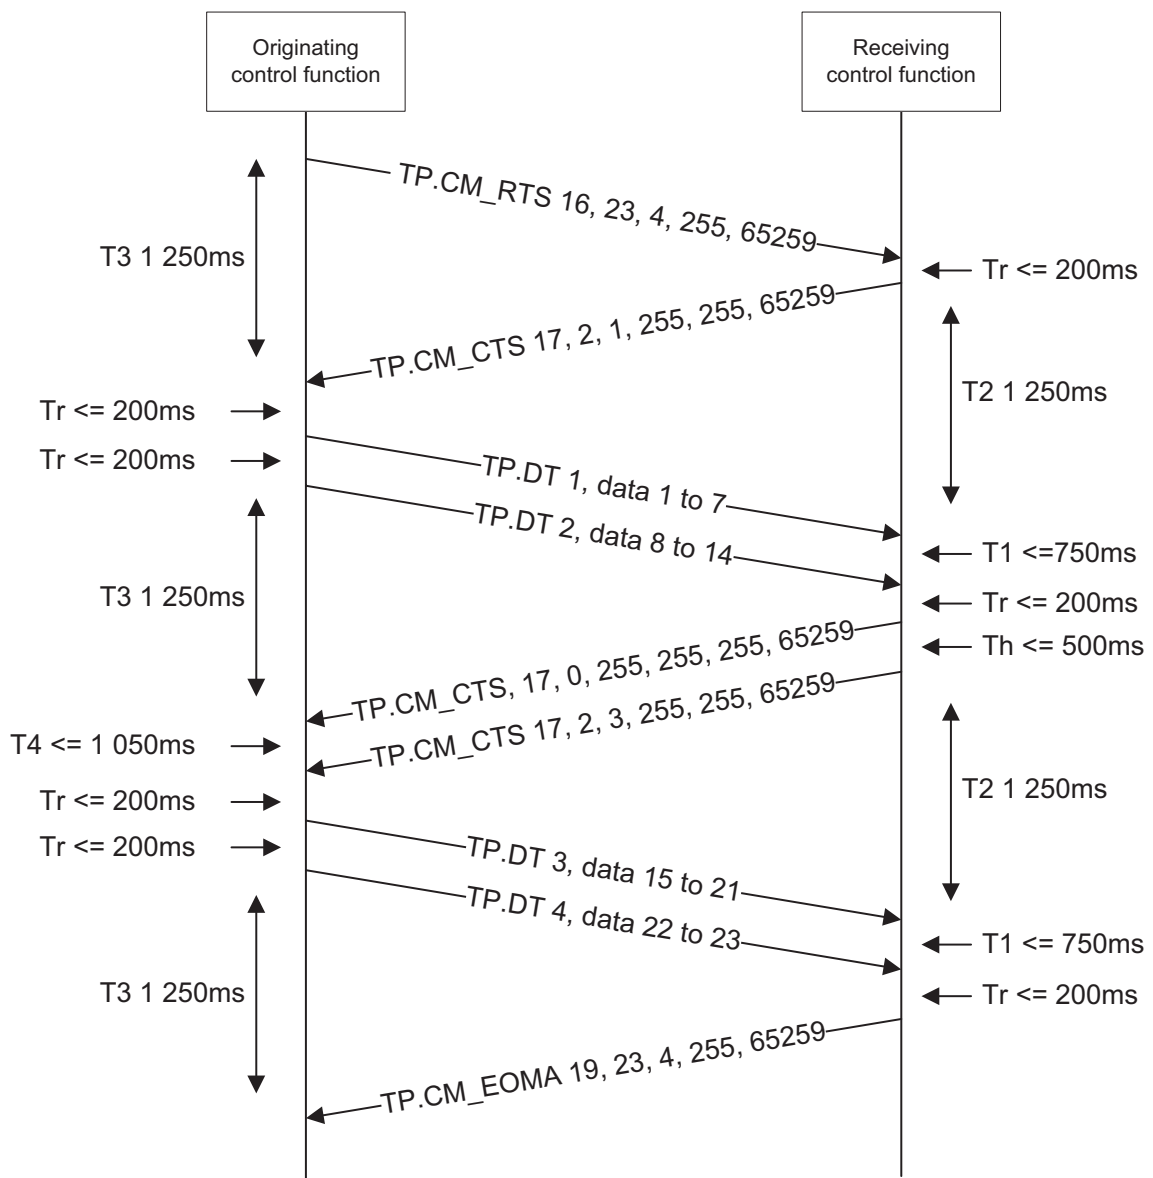 Originating
control function
Receiving
control function
TP.CM_RTS 16, 23, 4, 255, 65259
T3 1 250ms
Tr <= 200ms
TP.CM_CTS 17, 2, 1, 255, 255, 65259
T2 1 250ms
Tr <= 200ms
Tr <= 200ms
TP.DT 1, data 1 to 7
TP.DT 2, data 8 to 14
T1 <=750ms
T3 1 250ms
Tr <= 200ms
Th <= 500ms
TP.CM_CTS, 17, 0, 255, 255, 255, 65259
TP.CM_CTS 17, 2, 3, 255, 255, 65259
T4 <= 1 050ms
T2 1 250ms
Tr <= 200ms
Tr <= 200ms
TP.DT 3, data 15 to 21
TP.DT 4, data 22 to 23
T1 <= 750ms
T3 1 250ms
Tr <= 200ms
TP.CM_EOMA 19, 23, 4, 255, 65259